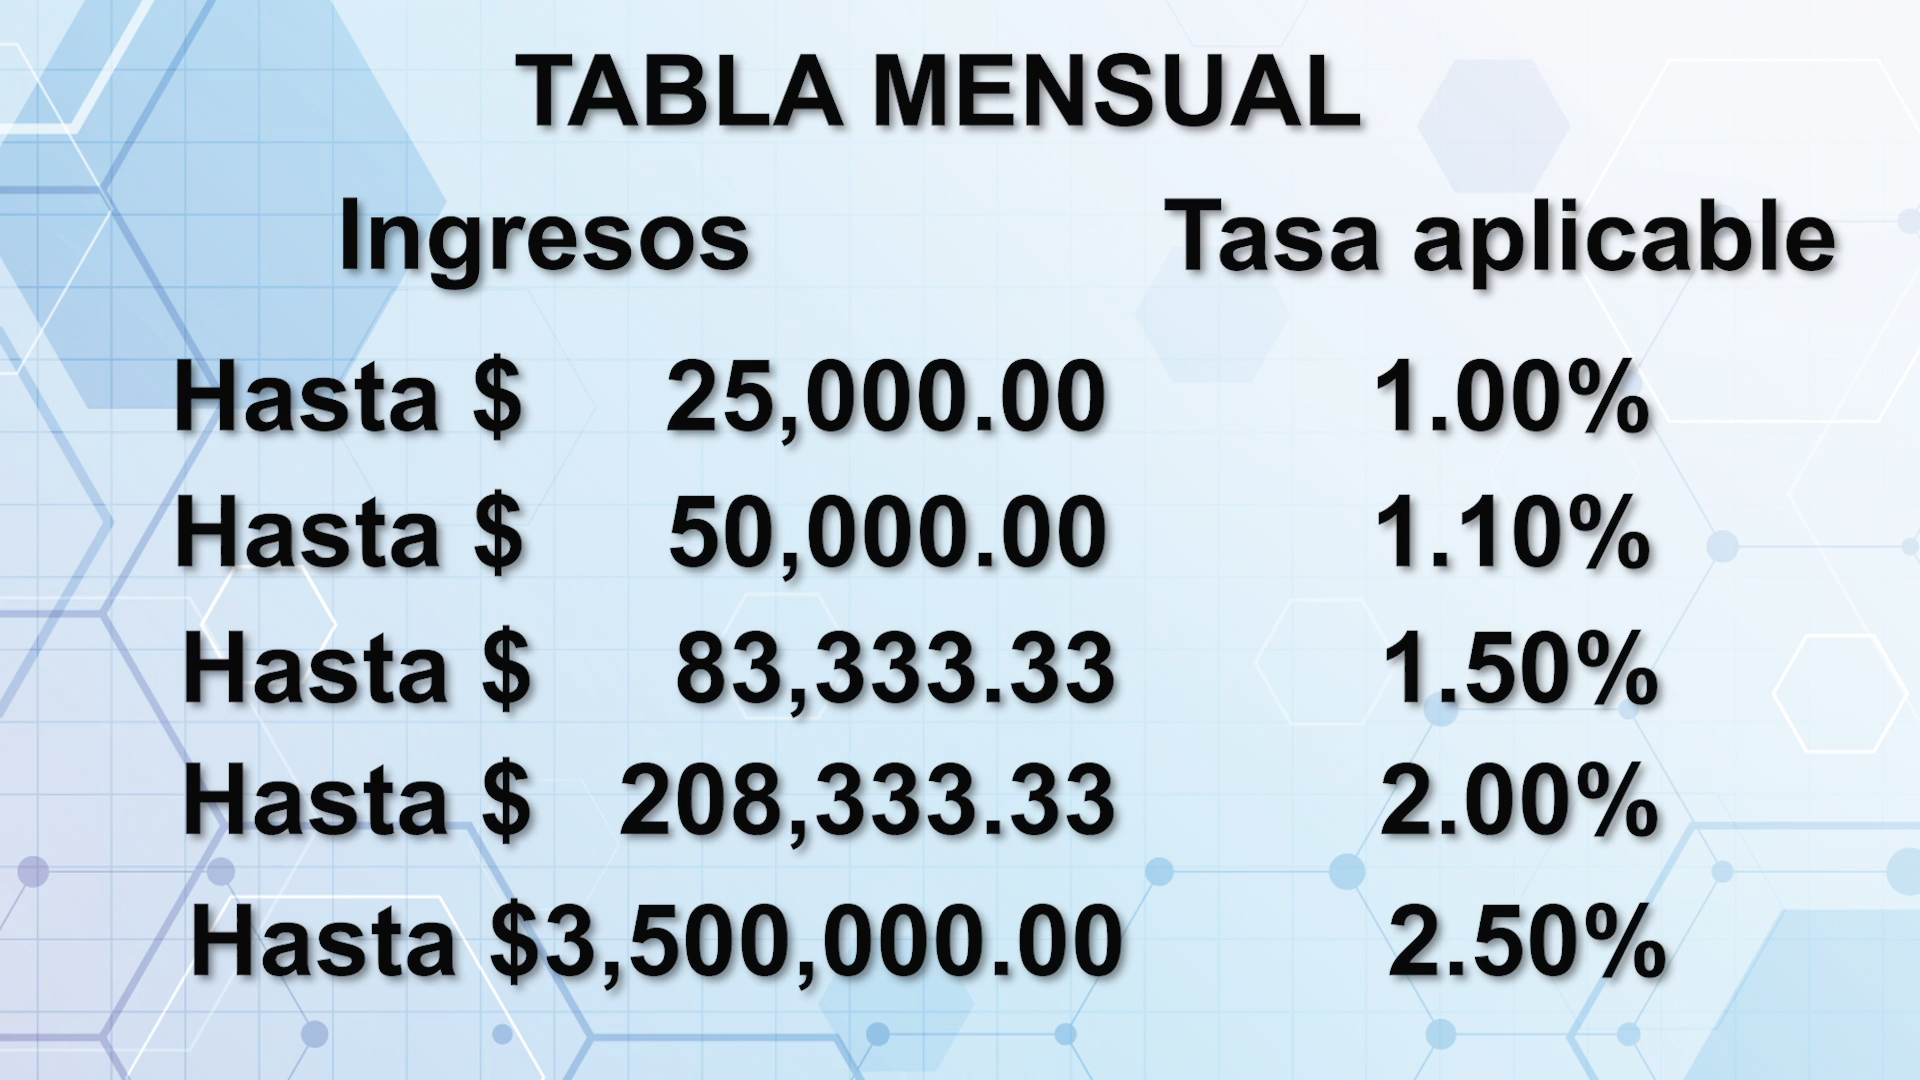 TABLA MENSUAL
Ingresos Tasa aplicable
Hasta $ 25,000.00 1.00%
Hasta $ 50,000.00 1.10%
Hasta $ 83,333.33 1.50%
Hasta $ 208,333.33 2.00%
Hasta $3,500,000.00 2.50%